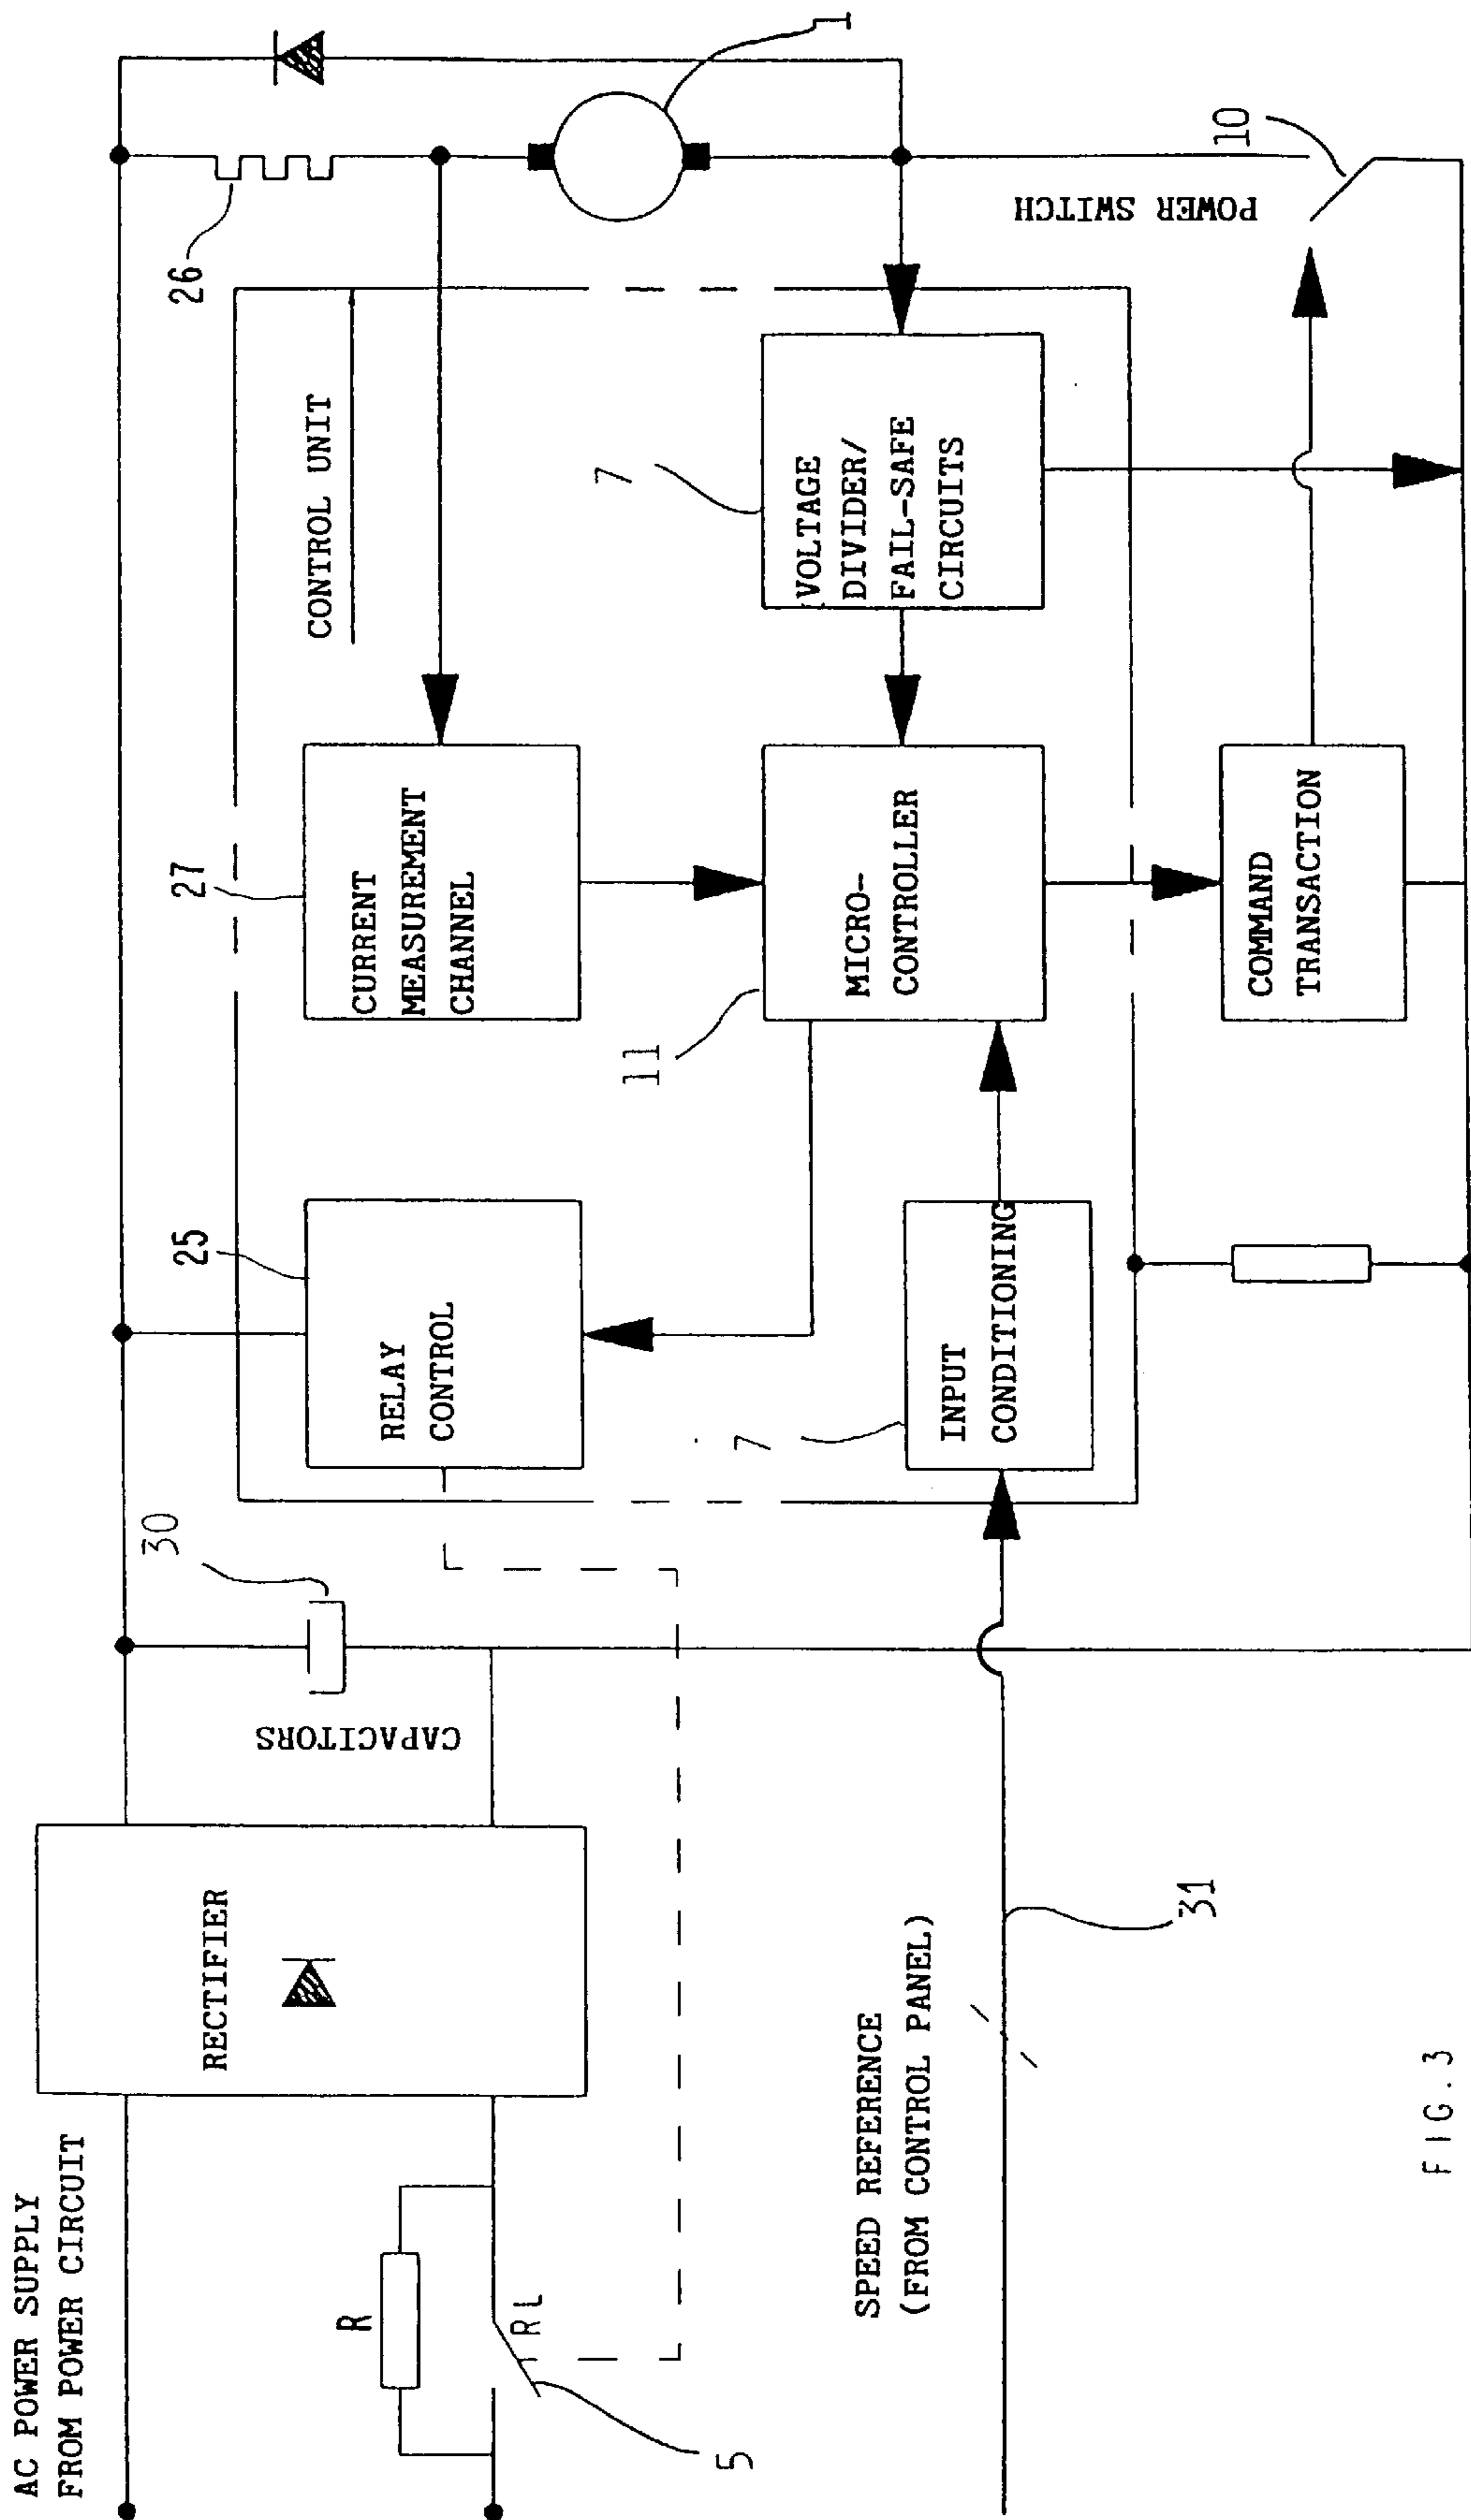 AC POWER SUPPLY
FROM POWER CIRCUIT
R
RL
5
RECTIFIER
CAPACITORS
30
SPEED REFERENCE
(FROM CONTROL PANEL)
31
25
RELAY
CONTROL
7
INPUT
CONDITIONING
27
CURRENT
MEASUREMENT
CHANNEL
11
MICRO-
CONTROLLER
COMMAND
TRANSACTION
CONTROL UNIT
7
VOLTAGE
DIVIDER/
FAIL-SAFE
CIRCUITS
26
1
POWER SWITCH
10
FIG.3